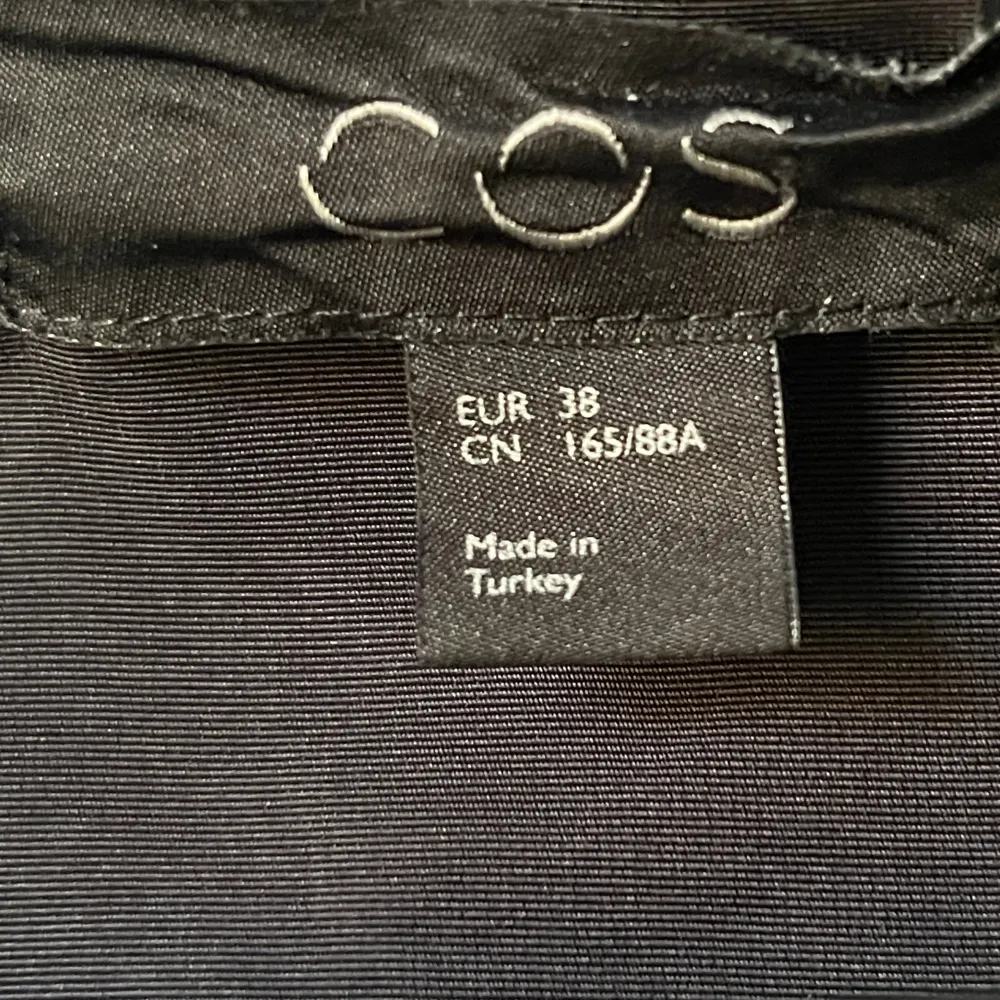 COS
EUR 38
CN 165/88A
Made in
Turkey